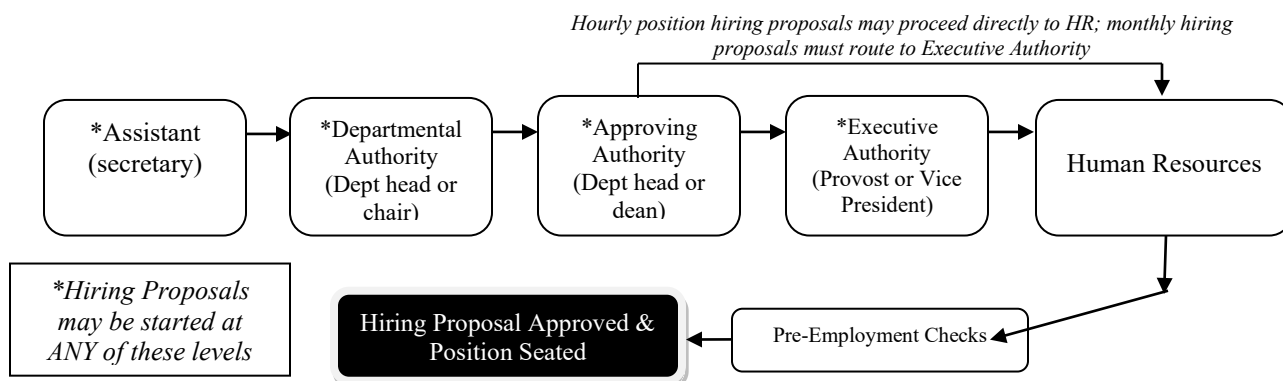 Hourly position hiring proposals may proceed directly to HR; monthly hiring
proposals must route to Executive Authority
*Assistant
(secretary)
*Departmental
Authority
(Dept head or
chair)
*Approving
Authority
(Dept head or
dean)
*Executive
Authority
(Provost or Vice
President)
Human Resources
*Hiring Proposals
may be started at
ANY of these levels
Hiring Proposal Approved &
Position Seated
Pre-Employment Checks